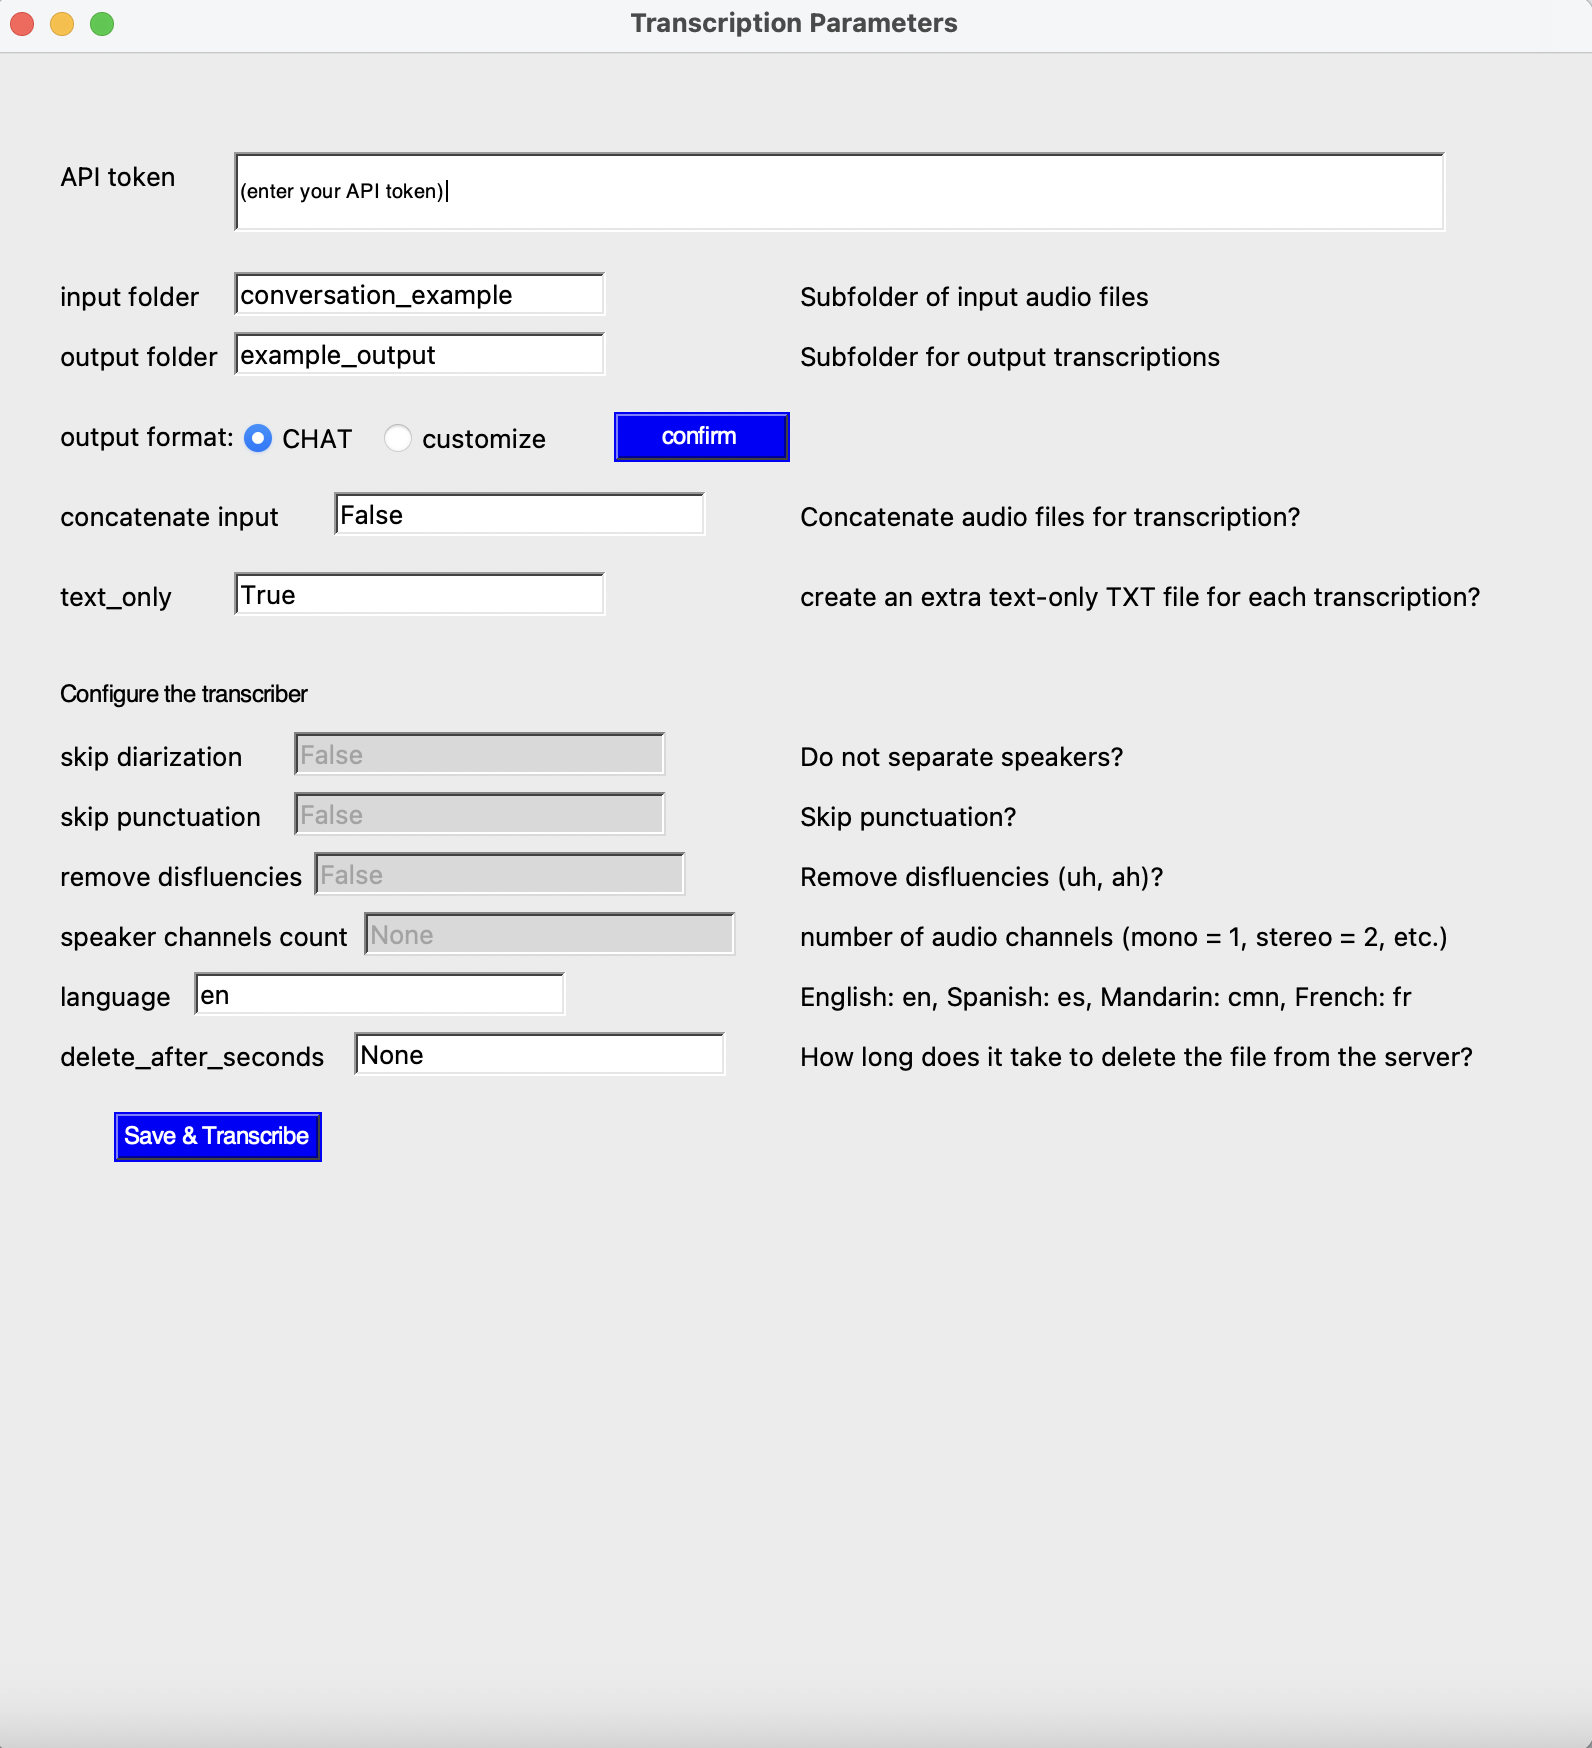 Transcription Parameters
API token (enter your API token)
input folder conversation_example Subfolder of input audio files
output folder example_output Subfolder for output transcriptions
output format: CHAT customize confirm
concatenate input False Concatenate audio files for transcription?
text_only True create an extra text-only TXT file for each transcription?
Configure the transcriber
skip diarization False Do not separate speakers?
skip punctuation False Skip punctuation?
remove disfluencies False Remove disfluencies (uh, ah)?
speaker channels count None number of audio channels (mono = 1, stereo = 2, etc.)
language en English: en, Spanish: es, Mandarin: cmn, French: fr
delete_after_seconds None How long does it take to delete the file from the server?
Save & Transcribe